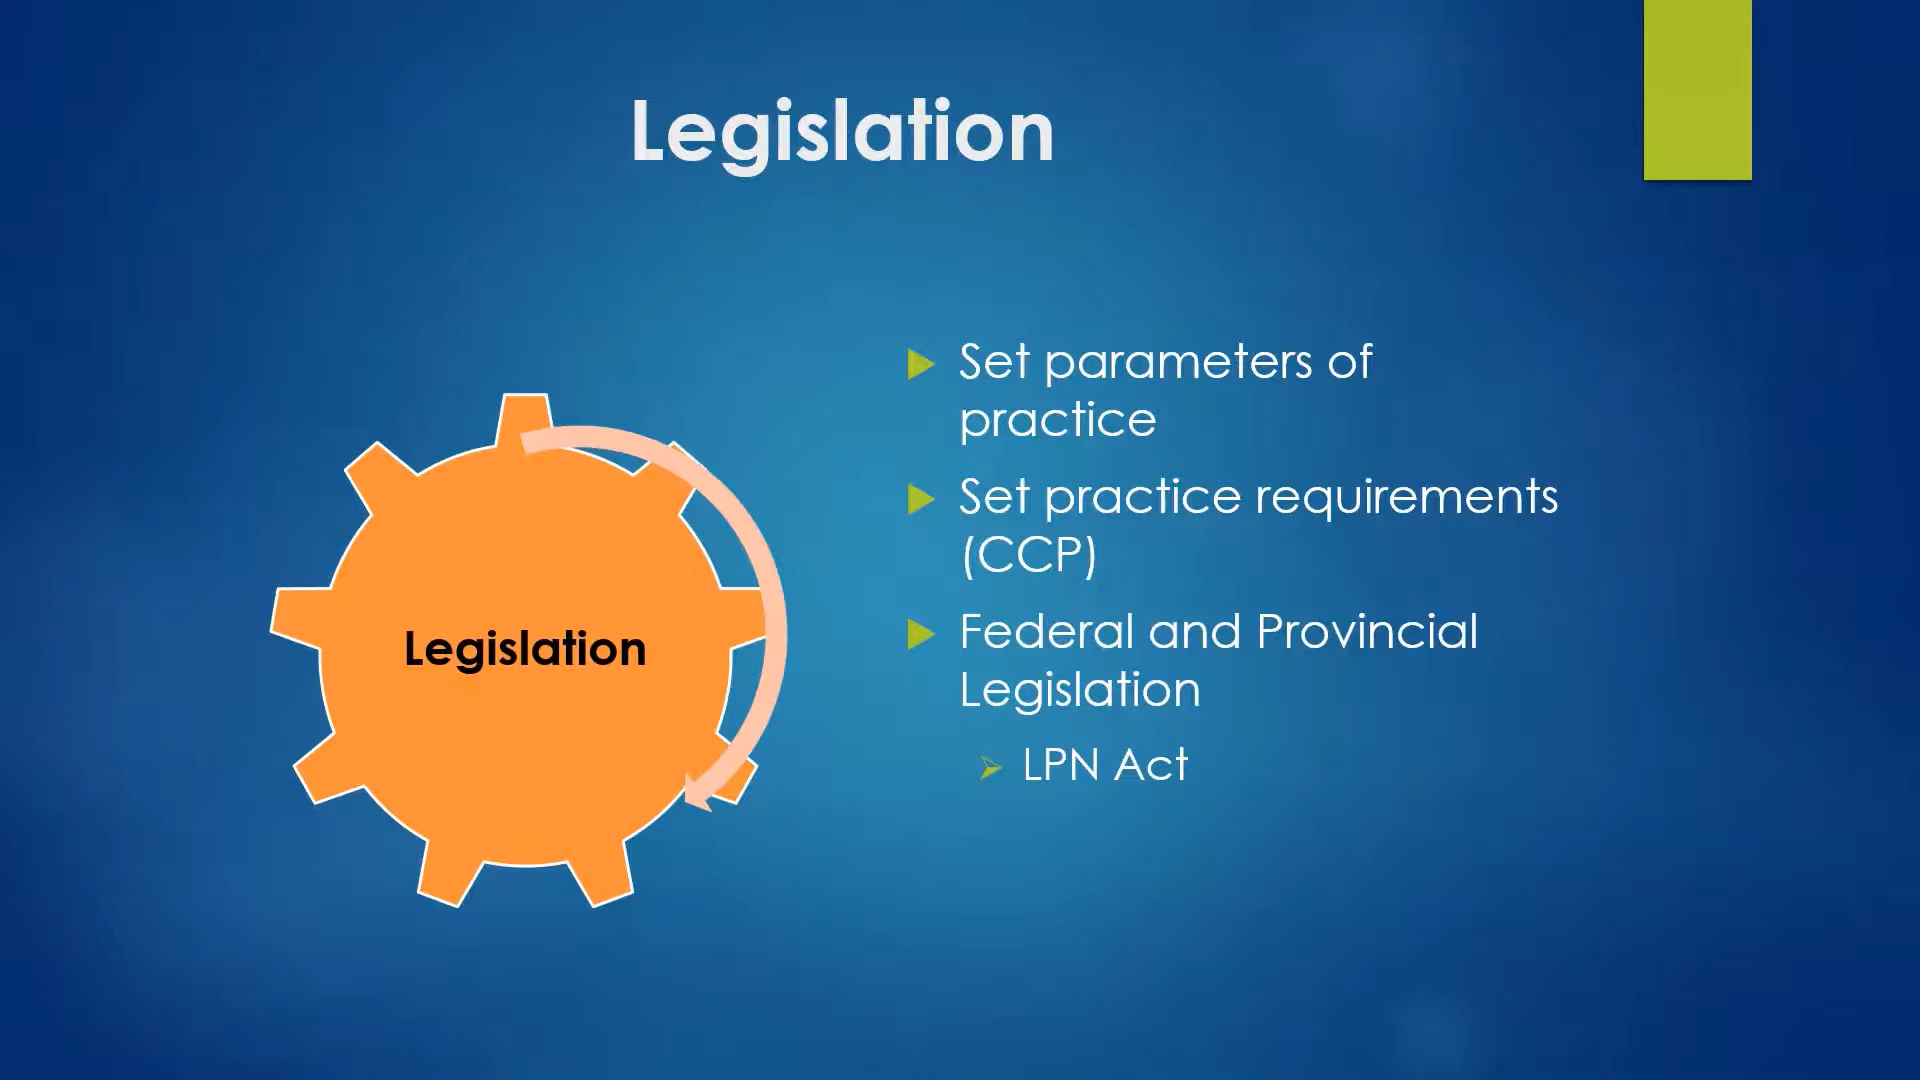 Legislation
Legislation
Set parameters of
practice
Set practice requirements
(CCP)
Federal and Provincial
Legislation
LPN Act